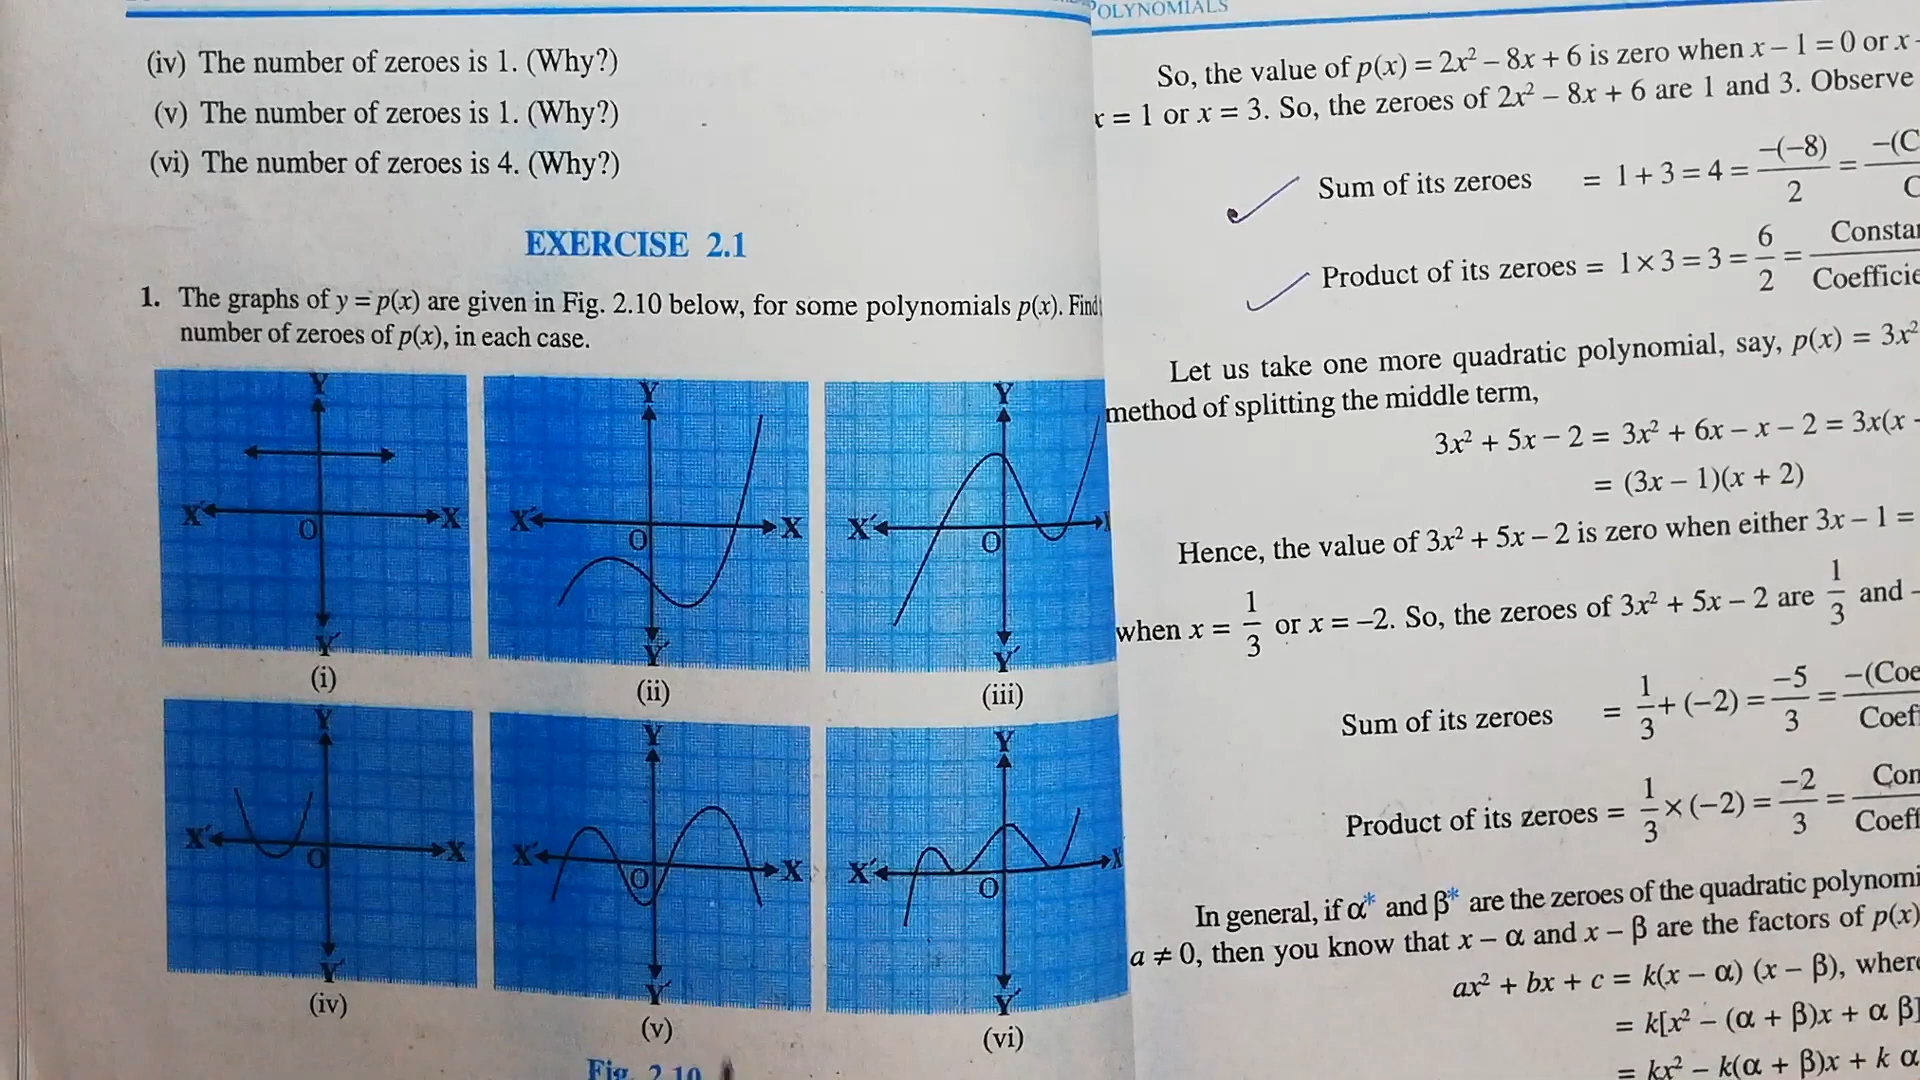 (iv) The number of zeroes is 1. (Why?)
(v) The number of zeroes is 1. (Why?)
(vi) The number of zeroes is 4. (Why?)
EXERCISE 2.1
1. The graphs of y = p(x) are given in Fig. 2.10 below, for some polynomials p(x). Find
number of zeroes of p(x), in each case.
Y Y Y
X′ O X X′ O X X′ O
Y′ Y′ Y′
(i) (ii) (iii)
Y Y Y
X′ O X X′ O X X′ O X
Y′ Y′ Y′
(iv) (v) (vi)
Fig. 2.10
POLYNOMIALS
So, the value of p(x) = 2x² – 8x + 6 is zero when x – 1 = 0 or x -
x = 1 or x = 3. So, the zeroes of 2x² – 8x + 6 are 1 and 3. Observe
Sum of its zeroes = 1 + 3 = 4 = –(–8)/2 = –(C/C
Product of its zeroes = 1 × 3 = 3 = 6/2 = Constan/Coefficie
Let us take one more quadratic polynomial, say, p(x) = 3x²
method of splitting the middle term,
3x² + 5x – 2 = 3x² + 6x – x – 2 = 3x(x -
= (3x – 1)(x + 2)
Hence, the value of 3x² + 5x – 2 is zero when either 3x – 1 =
when x = 1/3 or x = –2. So, the zeroes of 3x² + 5x – 2 are 1/3 and -
Sum of its zeroes = 1/3 + (–2) = –5/3 = –(Coe/Coef
Product of its zeroes = 1/3 × (–2) = –2/3 = Con/Coeff
In general, if α* and β* are the zeroes of the quadratic polynomi
a ≠ 0, then you know that x – α and x – β are the factors of p(x)
ax² + bx + c = k(x – α) (x – β), where
= k[x² – (α + β)x + α β]
= kx² – k(α + β)x + k α